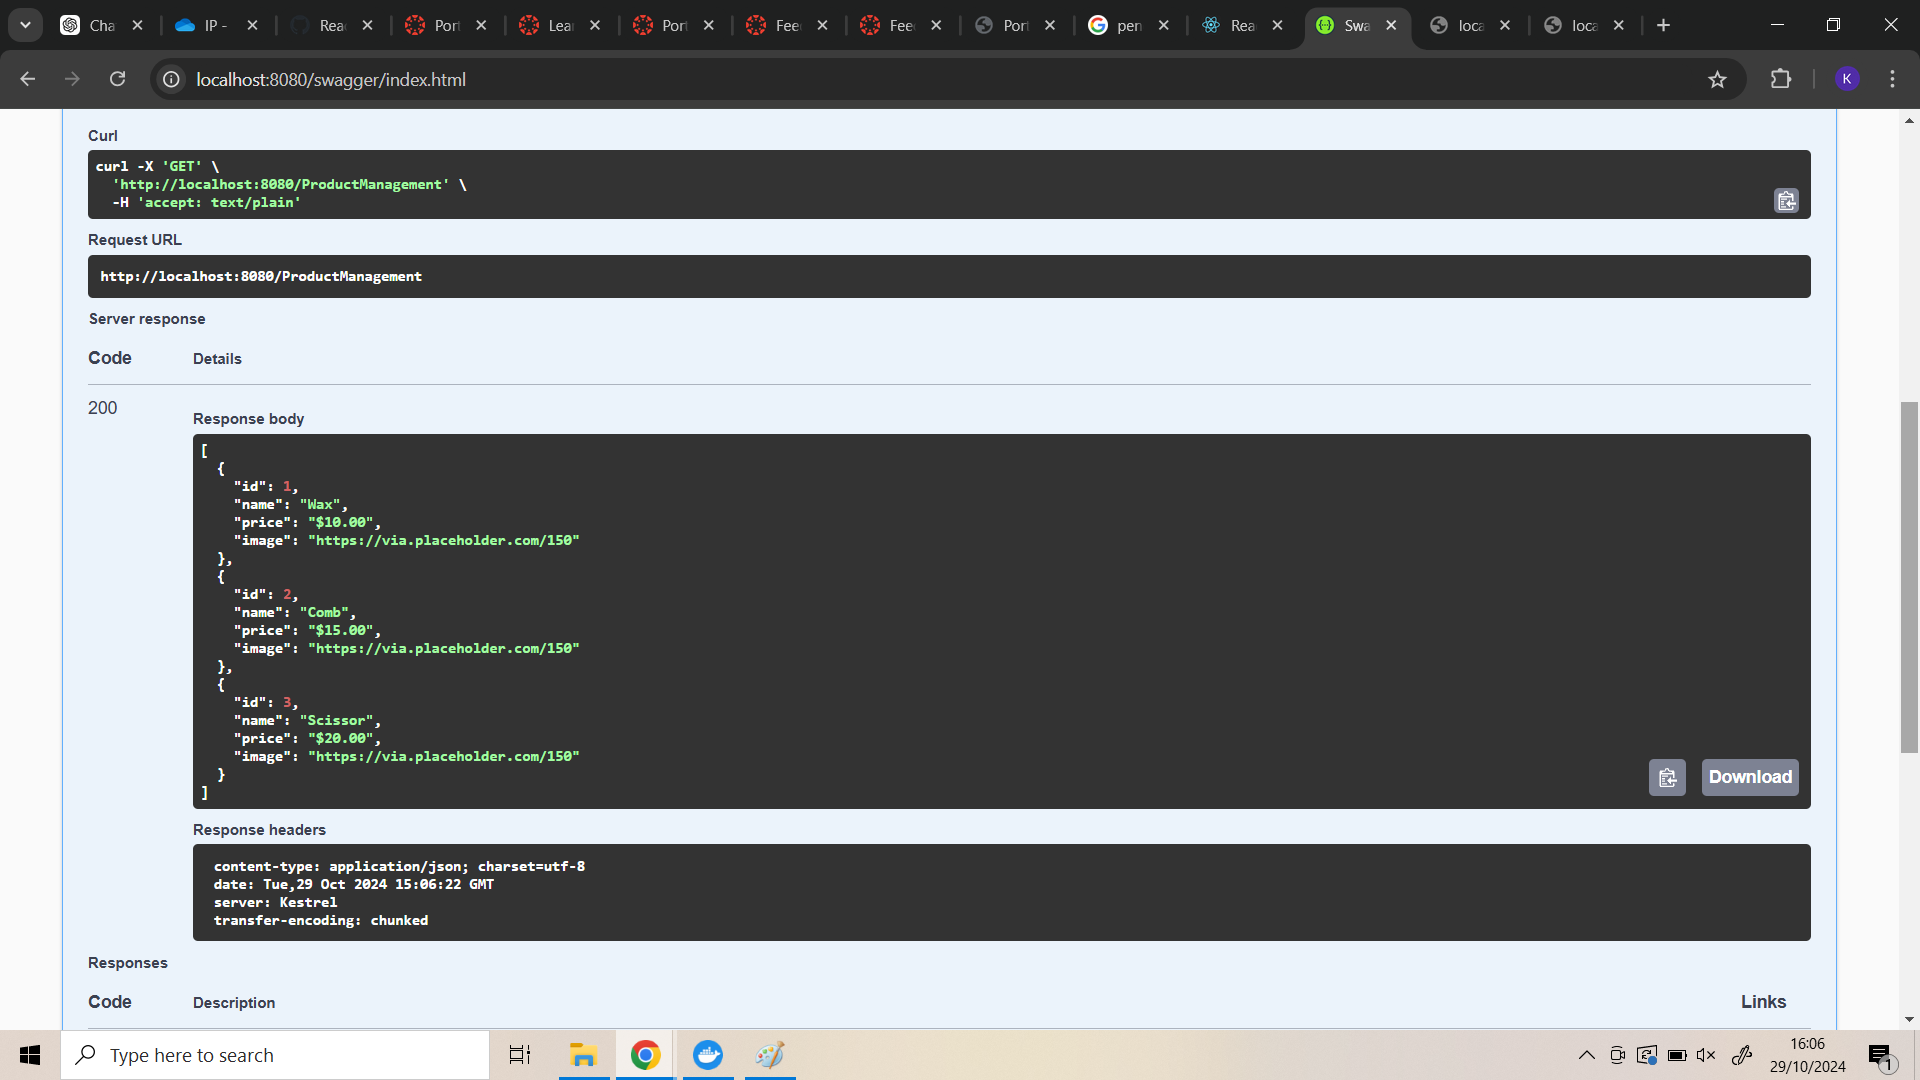 Cha
IP -
Rea
Port
Lea
Port
Fee
Fee
Port
pen
Rea
Swa
loca
loca
localhost:8080/swagger/index.html
K
Curl
curl -X 'GET' \
'http://localhost:8080/ProductManagement' \
-H 'accept: text/plain'
Request URL
http://localhost:8080/ProductManagement
Server response
Code Details
200
Response body
[
{
"id": 1,
"name": "Wax",
"price": "$10.00",
"image": "https://via.placeholder.com/150"
},
{
"id": 2,
"name": "Comb",
"price": "$15.00",
"image": "https://via.placeholder.com/150"
},
{
"id": 3,
"name": "Scissor",
"price": "$20.00",
"image": "https://via.placeholder.com/150"
}
]
Download
Response headers
content-type: application/json; charset=utf-8
date: Tue,29 Oct 2024 15:06:22 GMT
server: Kestrel
transfer-encoding: chunked
Responses
Code Description Links
Type here to search
16:06
29/10/2024
1